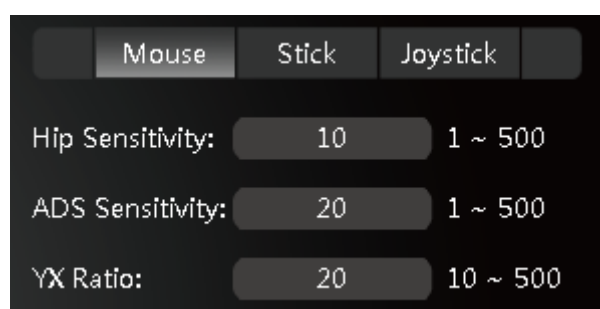 Mouse Stick Joystick
Hip Sensitivity: 10 1 ~ 500
ADS Sensitivity: 20 1 ~ 500
YX Ratio: 20 10 ~ 500